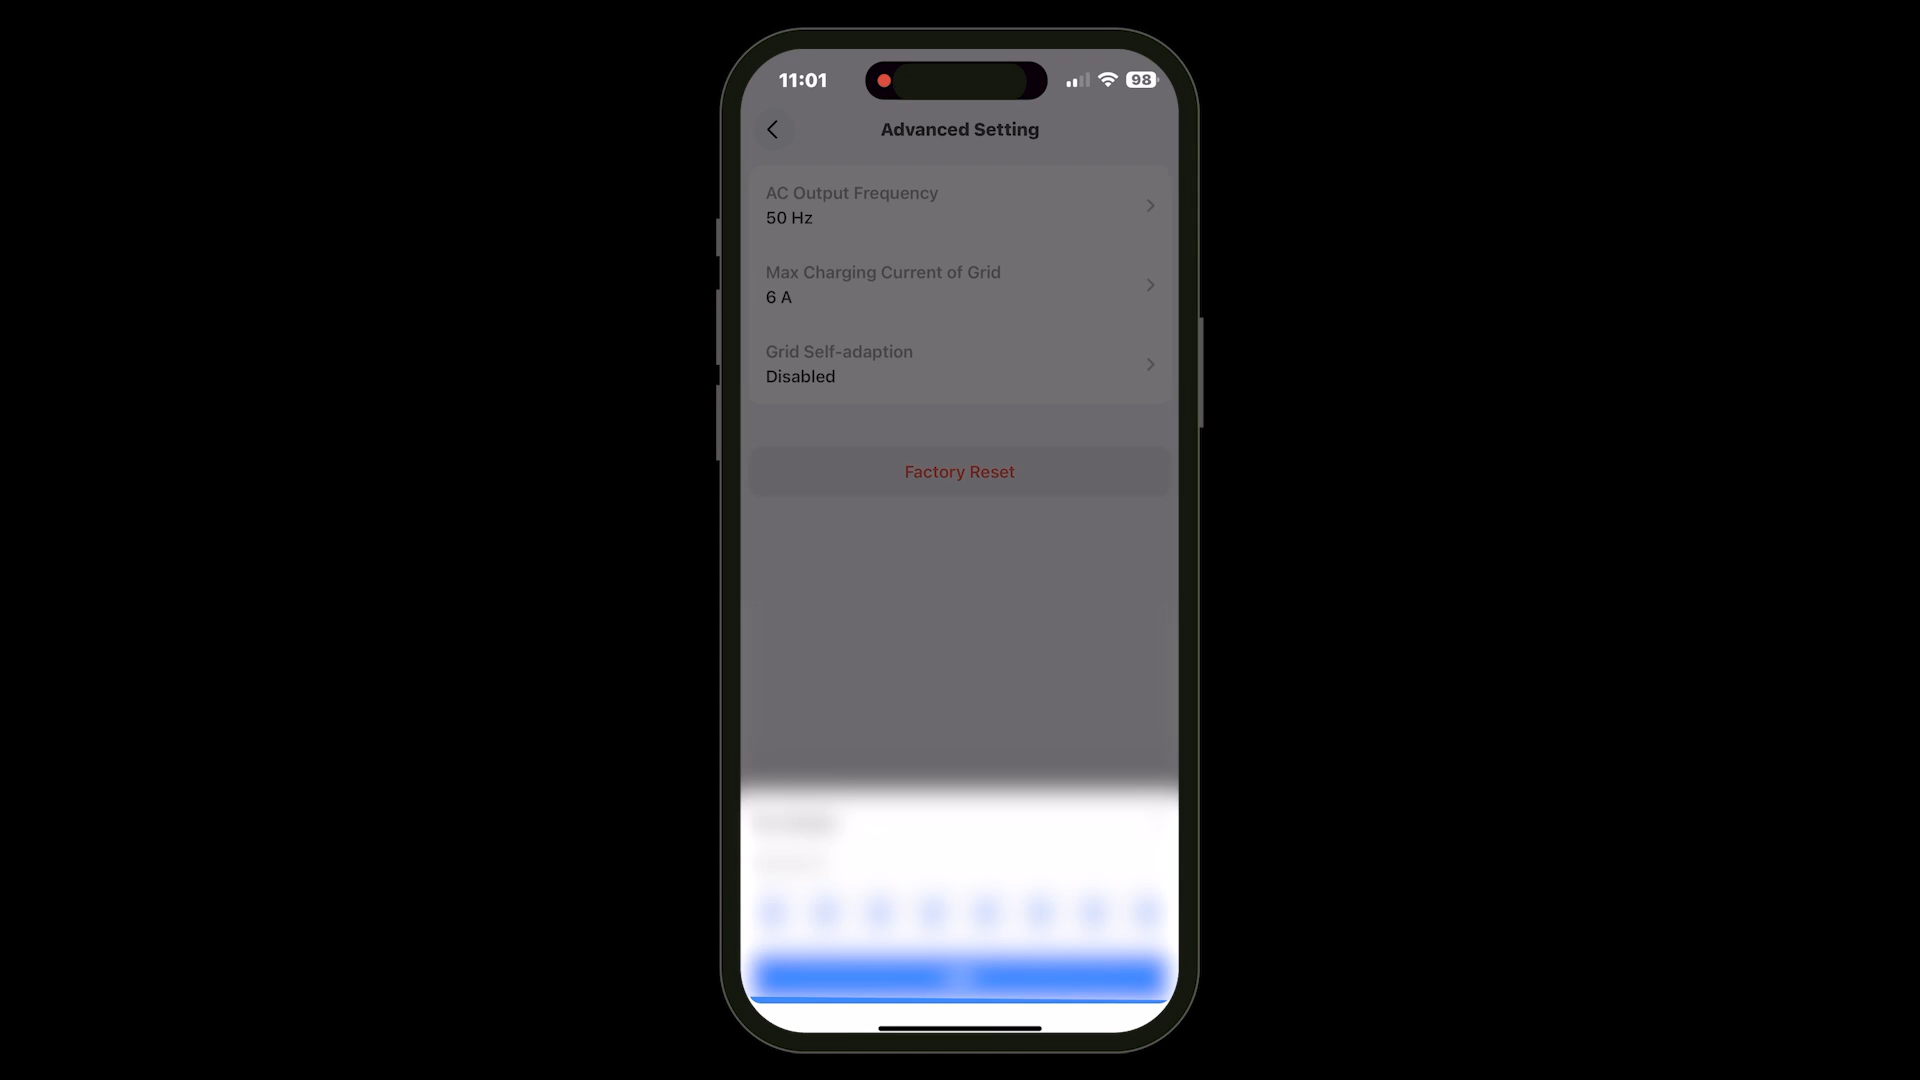 11:01
98
Advanced Setting
AC Output Frequency
50 Hz
Max Charging Current of Grid
6 A
Grid Self-adaption
Disabled
Factory Reset